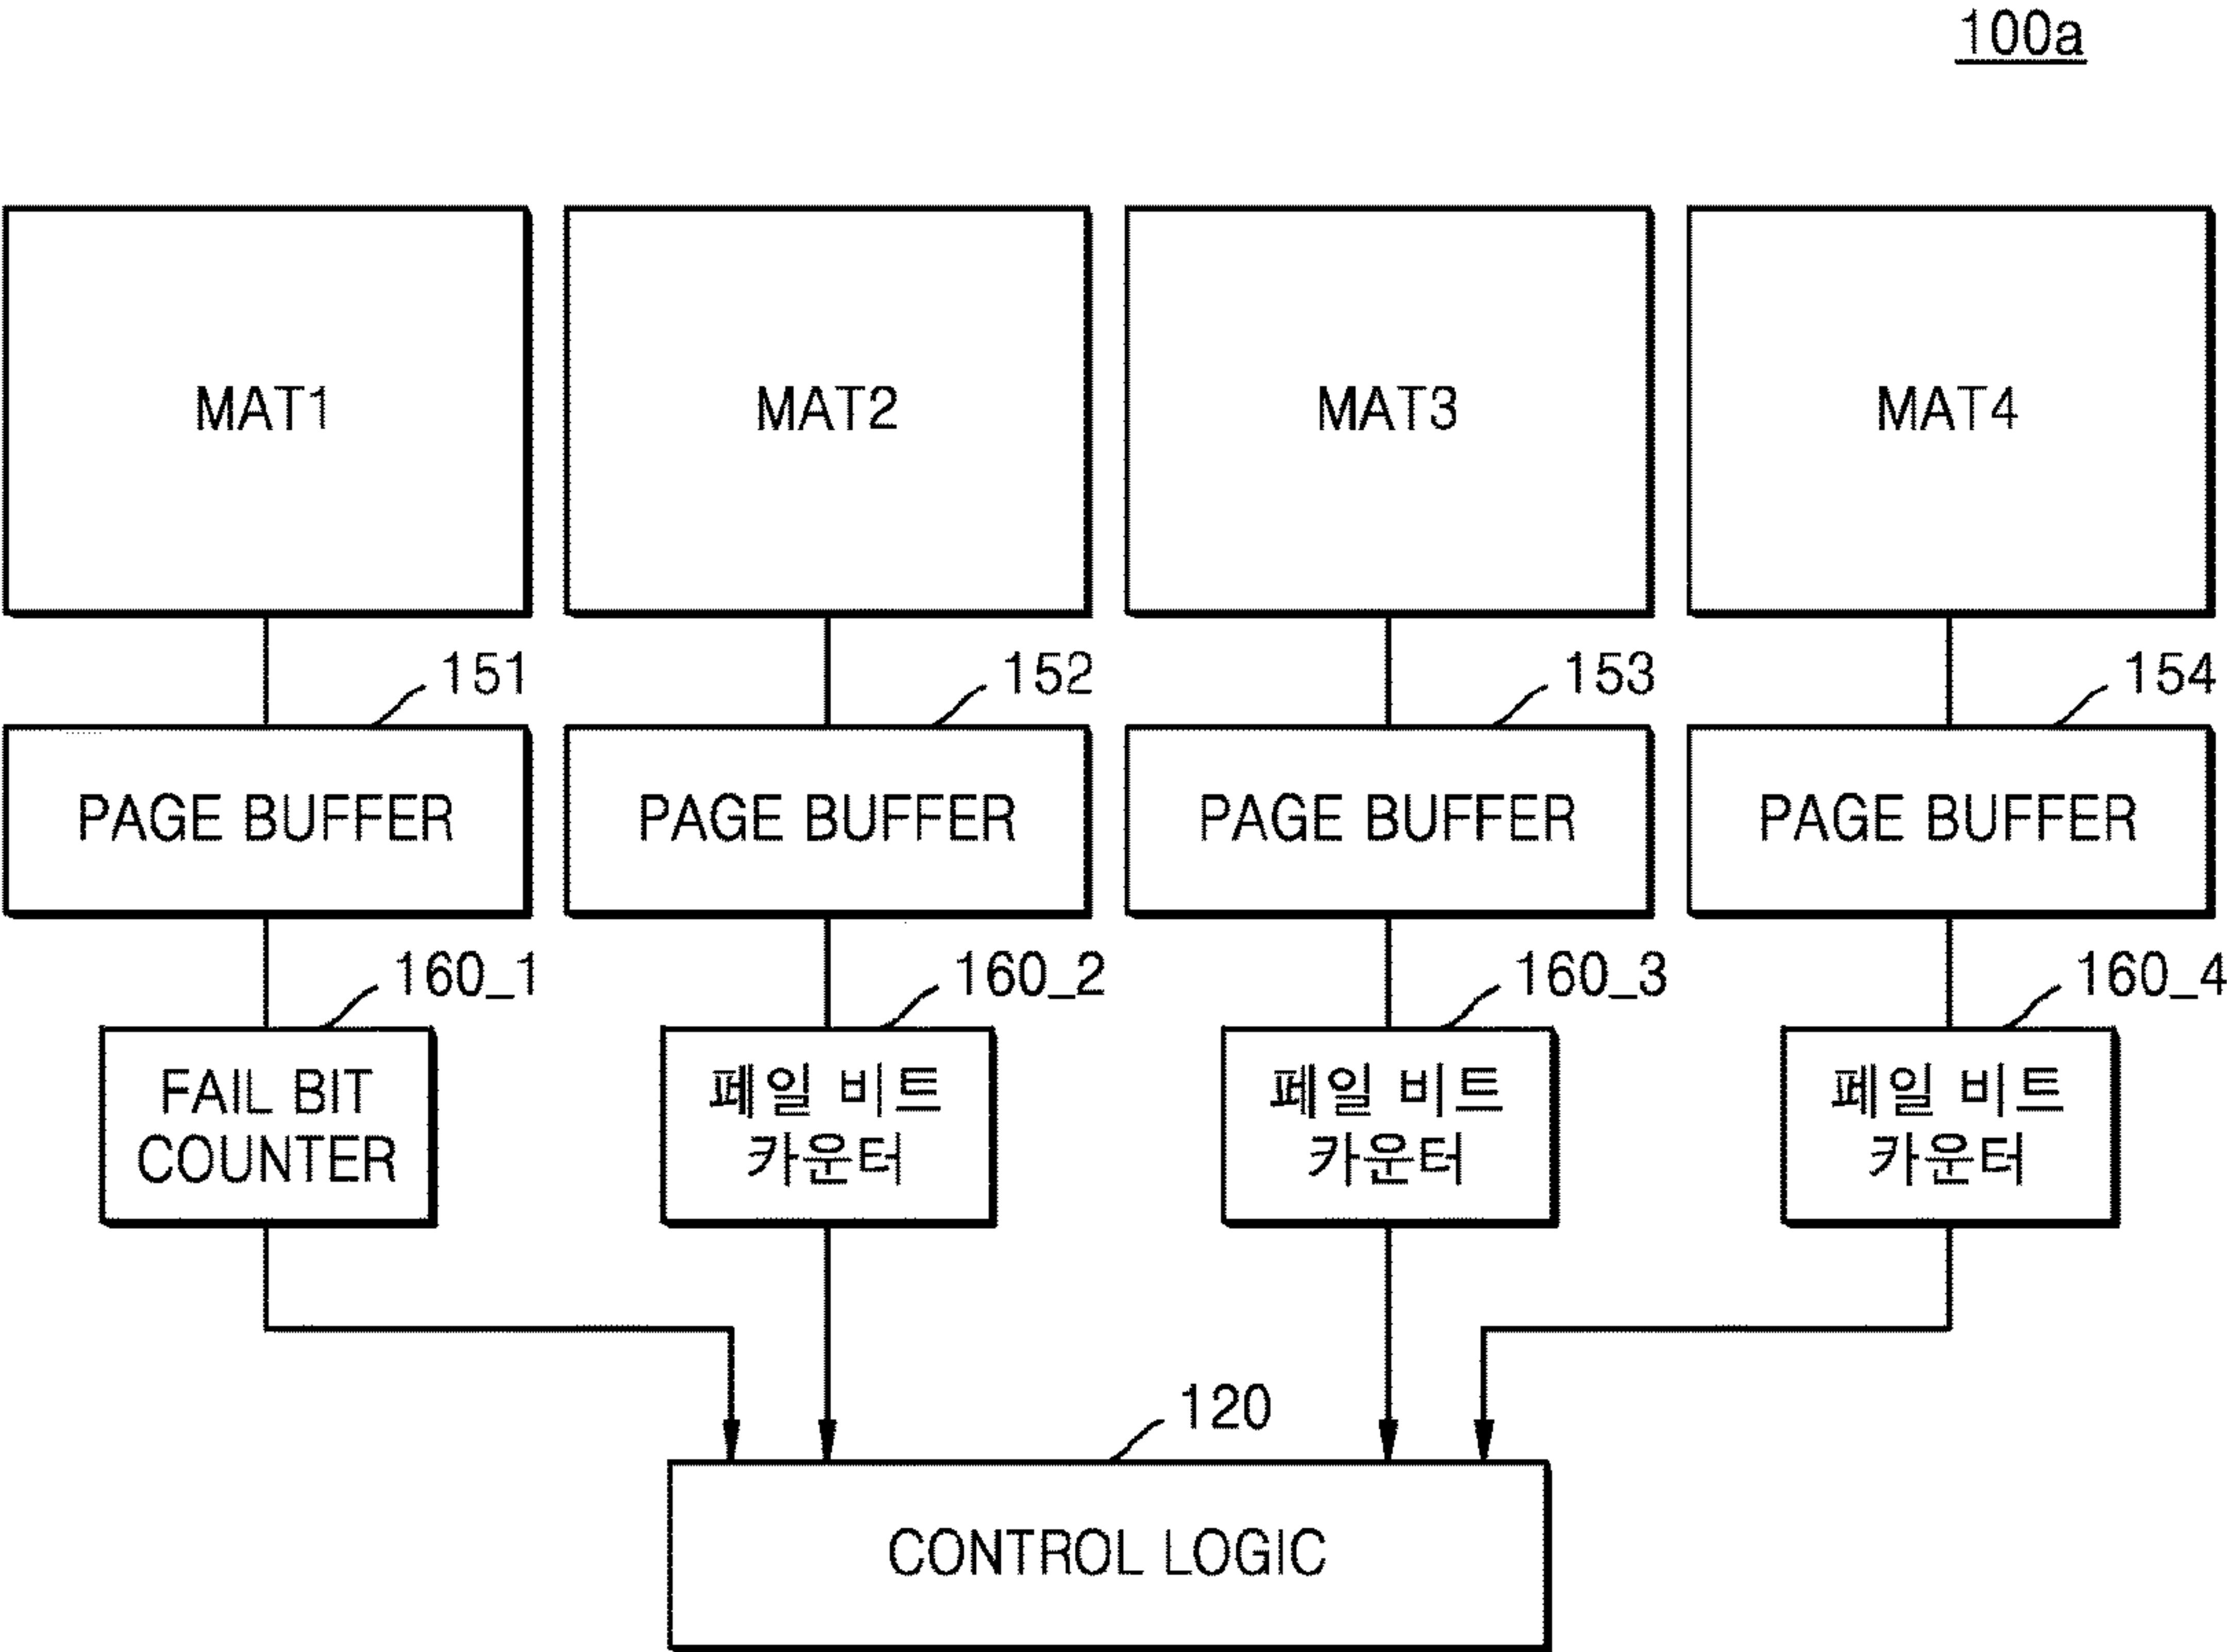 100a
MAT1 MAT2 MAT3 MAT4
151 152 153 154
PAGE BUFFER PAGE BUFFER PAGE BUFFER PAGE BUFFER
160_1 160_2 160_3 160_4
FAIL BIT
COUNTER
페일 비트
카운터
페일 비트
카운터
페일 비트
카운터
120
CONTROL LOGIC